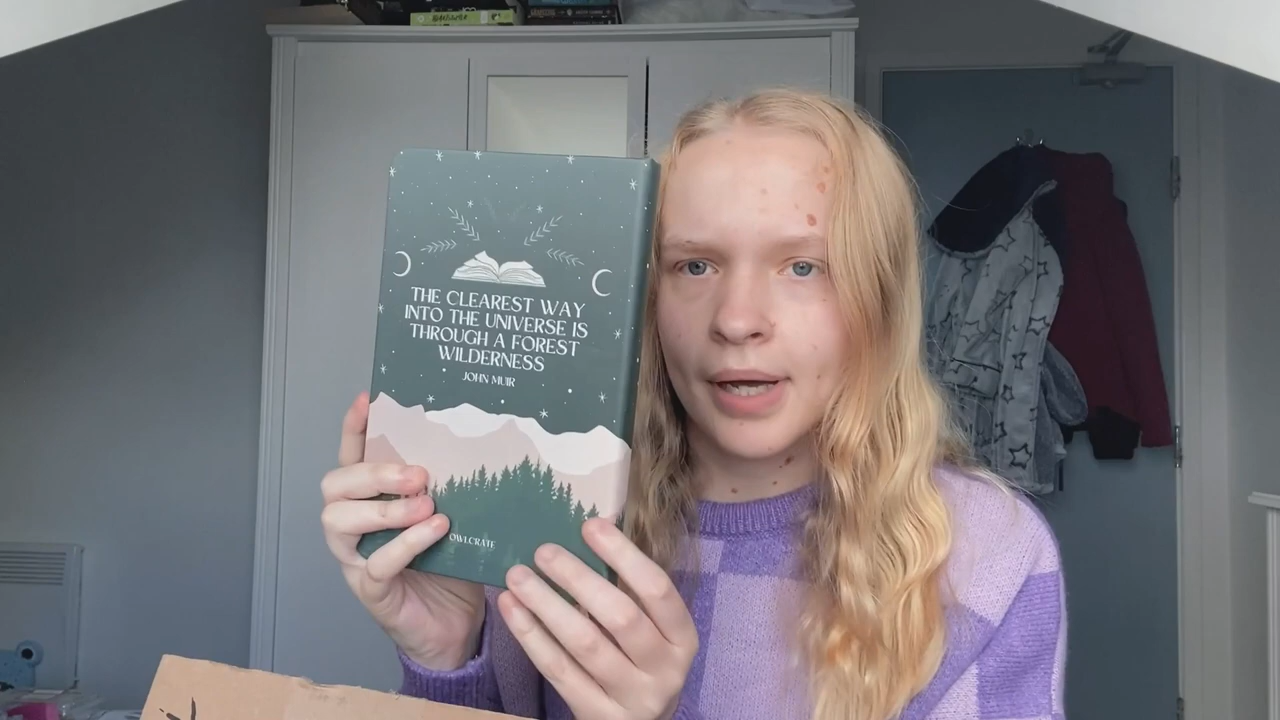 THE CLEAREST WAY
INTO THE UNIVERSE IS
THROUGH A FOREST
WILDERNESS
JOHN MUIR
OWLCRATE